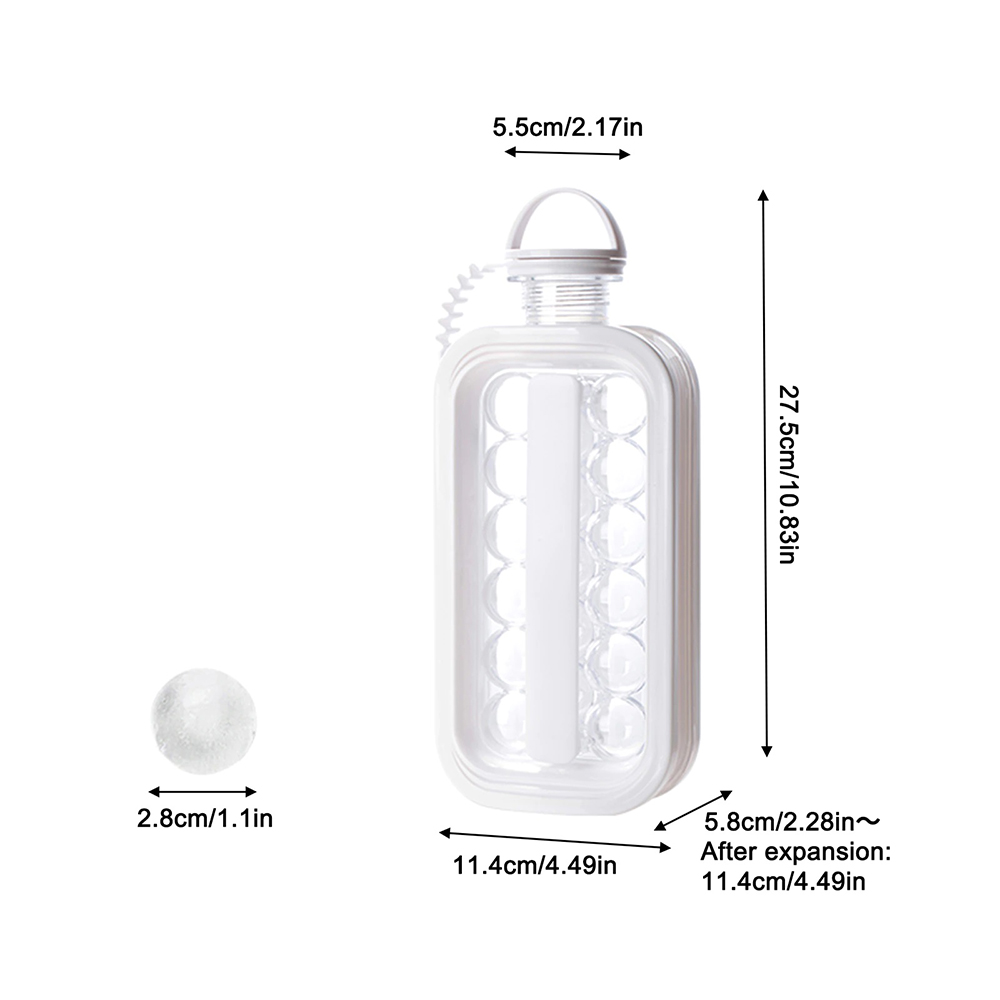 5.5cm/2.17in
27.5cm/10.83in
2.8cm/1.1in
11.4cm/4.49in
5.8cm/2.28in～
After expansion:
11.4cm/4.49in